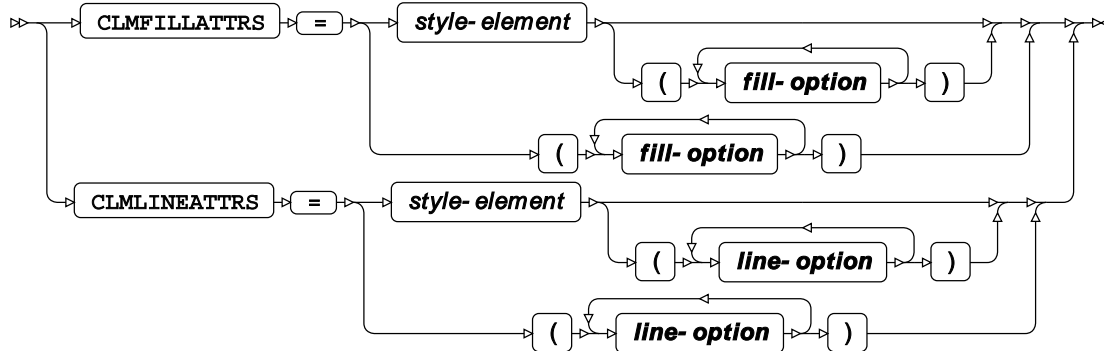 CLMFILLATTRS = style-element
( fill-option )
( fill-option )
CLMLINEATTRS = style-element
( line-option )
( line-option )